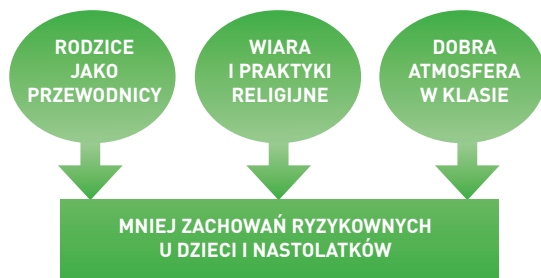 RODZICE
JAKO
PRZEWODNICY
WIARA
I PRAKTYKI
RELIGIJNE
DOBRA
ATMOSFERA
W KLASIE
MNIEJ ZACHOWAŃ RYZYKOWNYCH
U DZIECI I NASTOLATKÓW